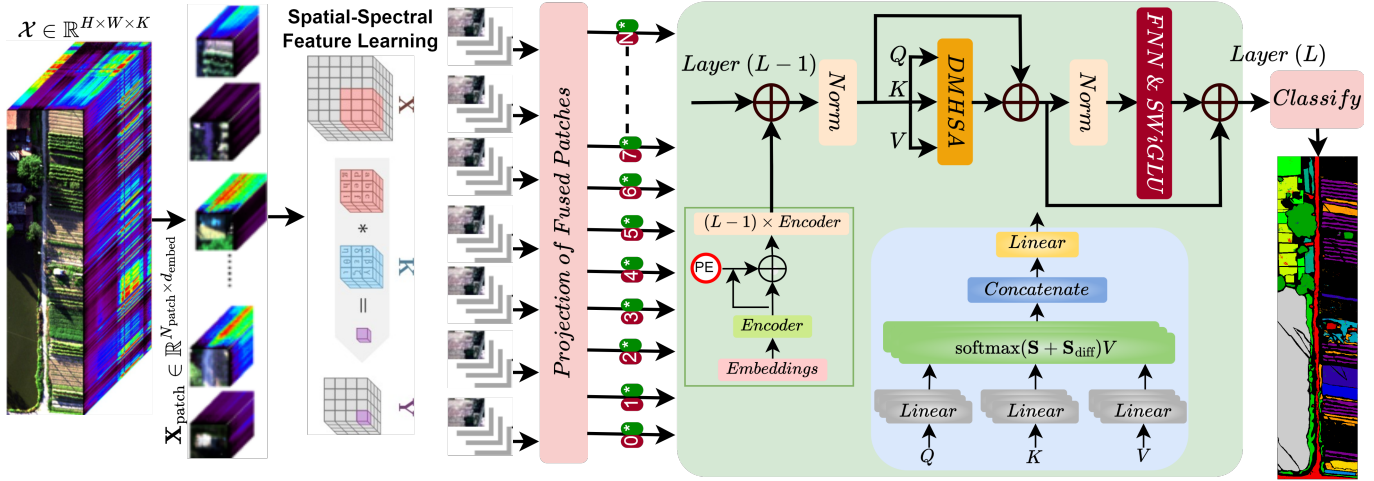 𝒳 ∈ ℝ^{H×W×K}
X_patch ∈ ℝ^{N_patch×d_embed}
Spatial-Spectral
Feature Learning
X
*
K
=
Y
Projection of Fused Patches
N*
7*
6*
5*
4*
3*
2*
1*
0*
Layer (L − 1)
Norm
Q
K
V
DMHSA
Norm
FNN & SWiGLU
Layer (L)
Classify
(L − 1) × Encoder
PE
Encoder
Embeddings
Linear
Concatenate
softmax(S + S_diff)V
Linear
Linear
Linear
Q
K
V